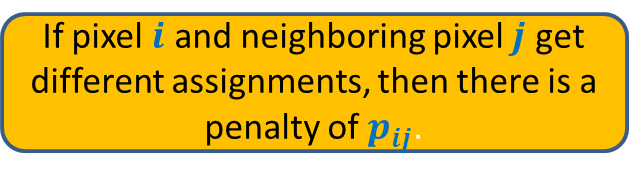 If pixel i and neighboring pixel j get
different assignments, then there is a
penalty of pᵢⱼ.